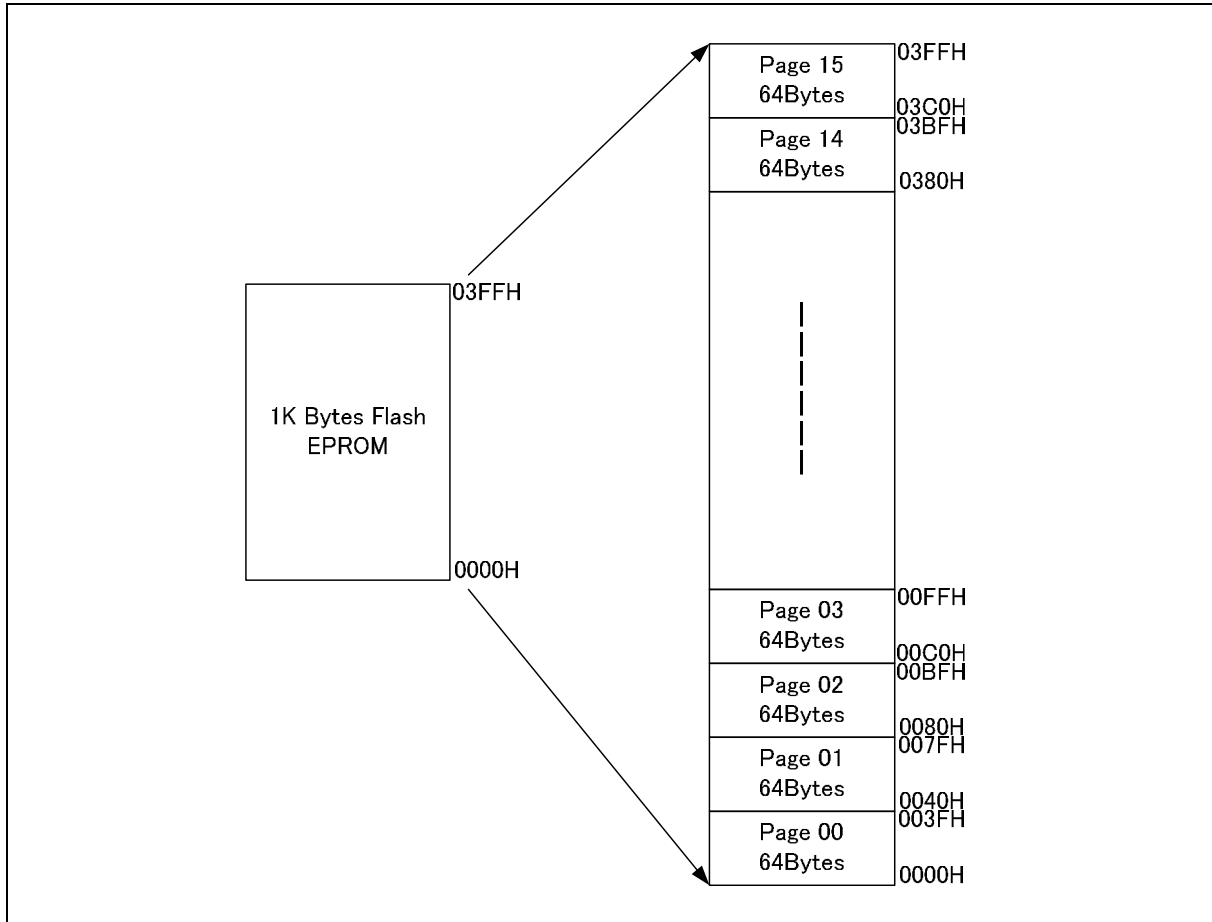 03FFH
Page 15
64Bytes
03C0H
03BFH
Page 14
64Bytes
0380H
03FFH
1K Bytes Flash
EPROM
0000H
00FFH
Page 03
64Bytes
00C0H
00BFH
Page 02
64Bytes
0080H
007FH
Page 01
64Bytes
0040H
003FH
Page 00
64Bytes
0000H